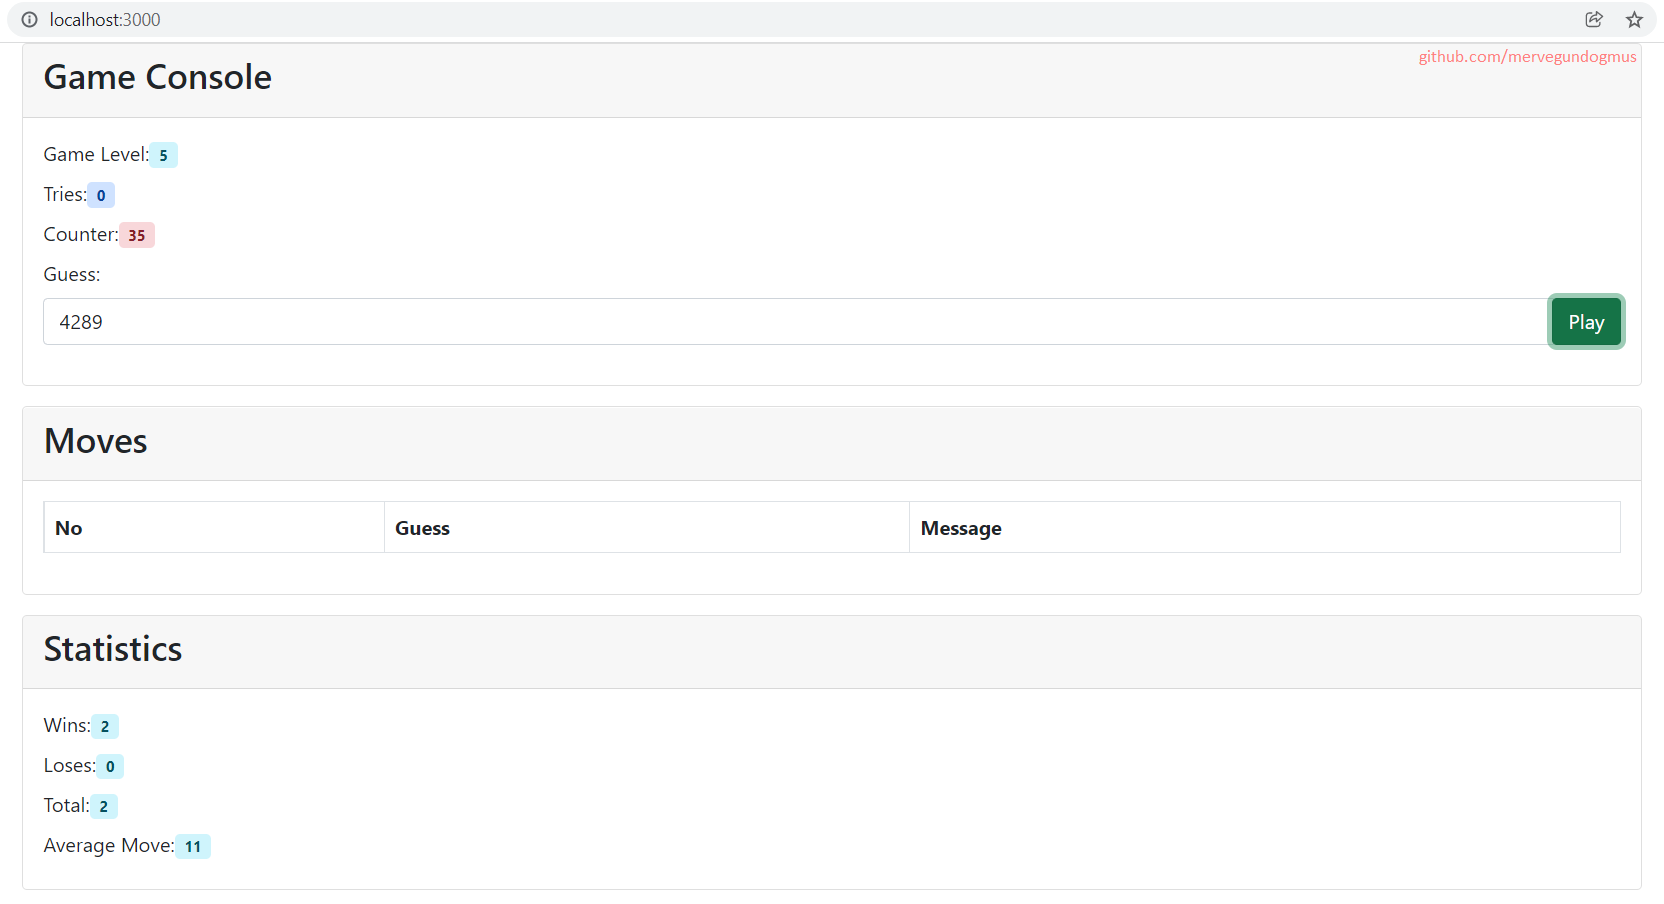 localhost:3000
github.com/mervegundogmus
Game Console
Game Level: 5
Tries: 0
Counter: 35
Guess:
4289
Play
Moves
No Guess Message
Statistics
Wins: 2
Loses: 0
Total: 2
Average Move: 11